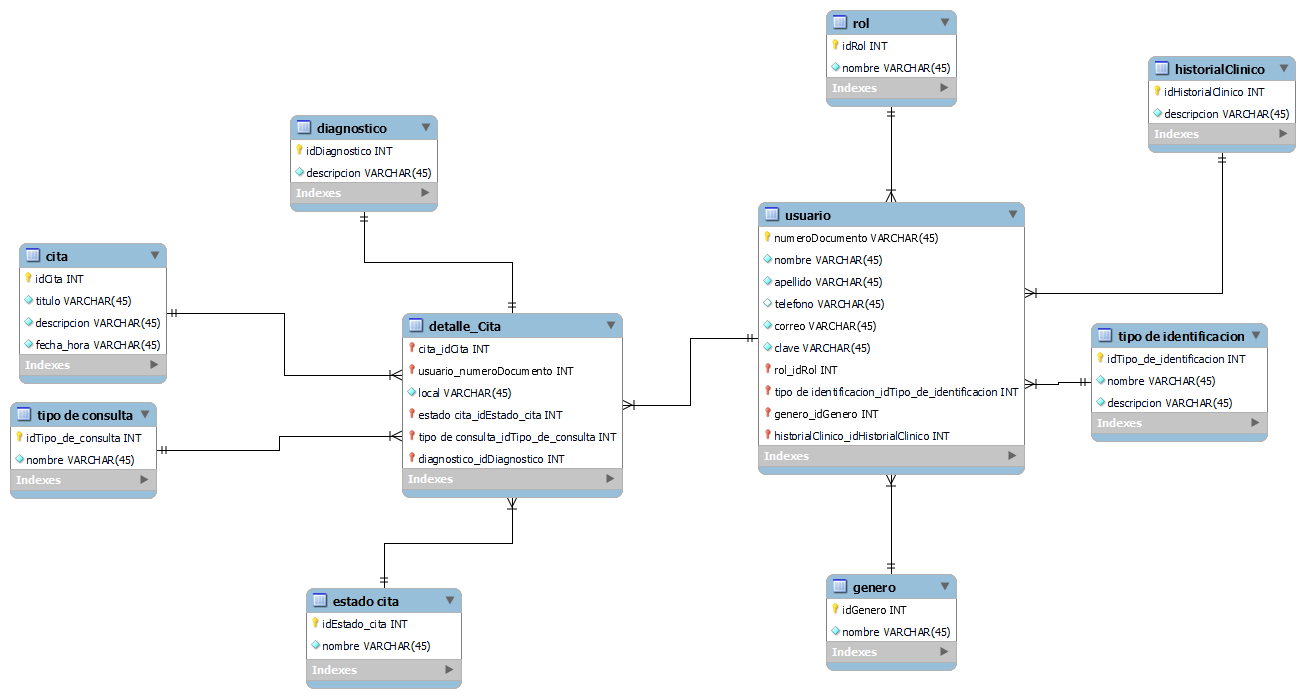 rol
idRol INT
nombre VARCHAR(45)
Indexes
historialClinico
idHistorialClinico INT
descripcion VARCHAR(45)
Indexes
diagnostico
idDiagnostico INT
descripcion VARCHAR(45)
Indexes
usuario
numeroDocumento VARCHAR(45)
nombre VARCHAR(45)
apellido VARCHAR(45)
telefono VARCHAR(45)
correo VARCHAR(45)
clave VARCHAR(45)
rol_idRol INT
tipo de identificacion_idTipo_de_identificacion INT
genero_idGenero INT
historialClinico_idHistorialClinico INT
Indexes
cita
idCita INT
titulo VARCHAR(45)
descripcion VARCHAR(45)
fecha_hora VARCHAR(45)
Indexes
detalle_Cita
cita_idCita INT
usuario_numeroDocumento INT
local VARCHAR(45)
estado cita_idEstado_cita INT
tipo de consulta_idTipo_de_consulta INT
diagnostico_idDiagnostico INT
Indexes
tipo de identificacion
idTipo_de_identificacion INT
nombre VARCHAR(45)
descripcion VARCHAR(45)
Indexes
tipo de consulta
idTipo_de_consulta INT
nombre VARCHAR(45)
Indexes
estado cita
idEstado_cita INT
nombre VARCHAR(45)
Indexes
genero
idGenero INT
nombre VARCHAR(45)
Indexes